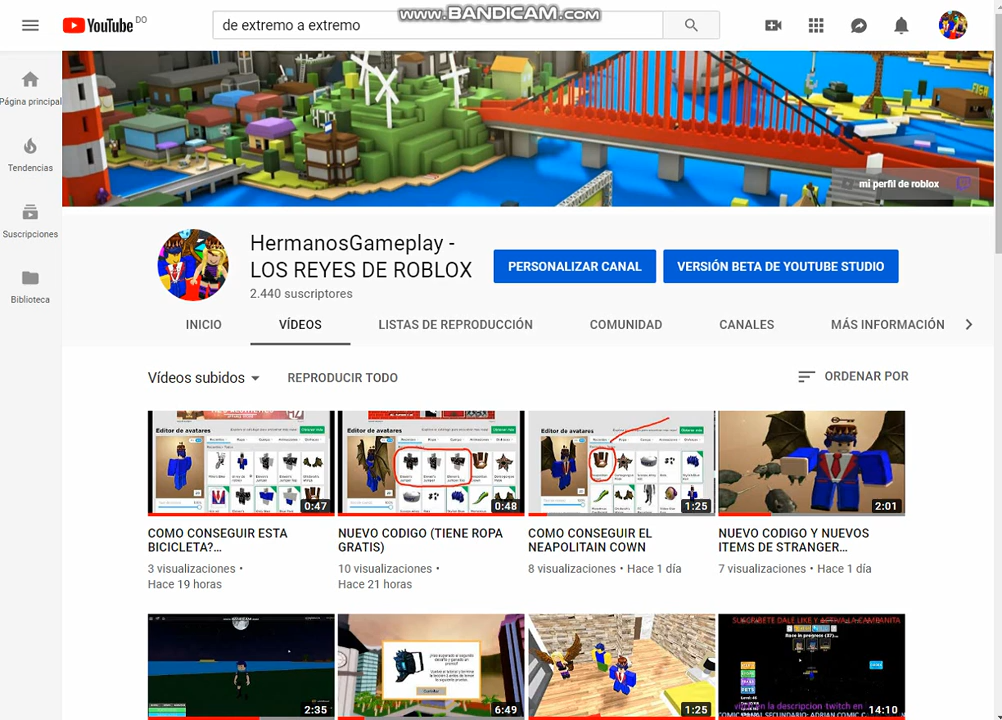 www.BANDICAM.com
YouTube DO
de extremo a extremo
Página principal
Tendencias
Suscripciones
Biblioteca
mi perfil de roblox
HermanosGameplay -
LOS REYES DE ROBLOX
2.440 suscriptores
PERSONALIZAR CANAL
VERSIÓN BETA DE YOUTUBE STUDIO
INICIO
VÍDEOS
LISTAS DE REPRODUCCIÓN
COMUNIDAD
CANALES
MÁS INFORMACIÓN
Vídeos subidos
REPRODUCIR TODO
ORDENAR POR
Editor de avatares
0:47
Editor de avatares
0:48
Editor de avatares
1:25
2:01
COMO CONSEGUIR ESTA
BICICLETA?...
3 visualizaciones •
Hace 19 horas
NUEVO CODIGO (TIENE ROPA
GRATIS)
10 visualizaciones •
Hace 21 horas
COMO CONSEGUIR EL
NEAPOLITAIN COWN
8 visualizaciones • Hace 1 día
NUEVO CODIGO Y NUEVOS
ITEMS DE STRANGER...
7 visualizaciones • Hace 1 día
2:35
6:49
1:25
SUSCRIBETE DALE LIKE Y ACTIVA LA CAMPANITA
14:10